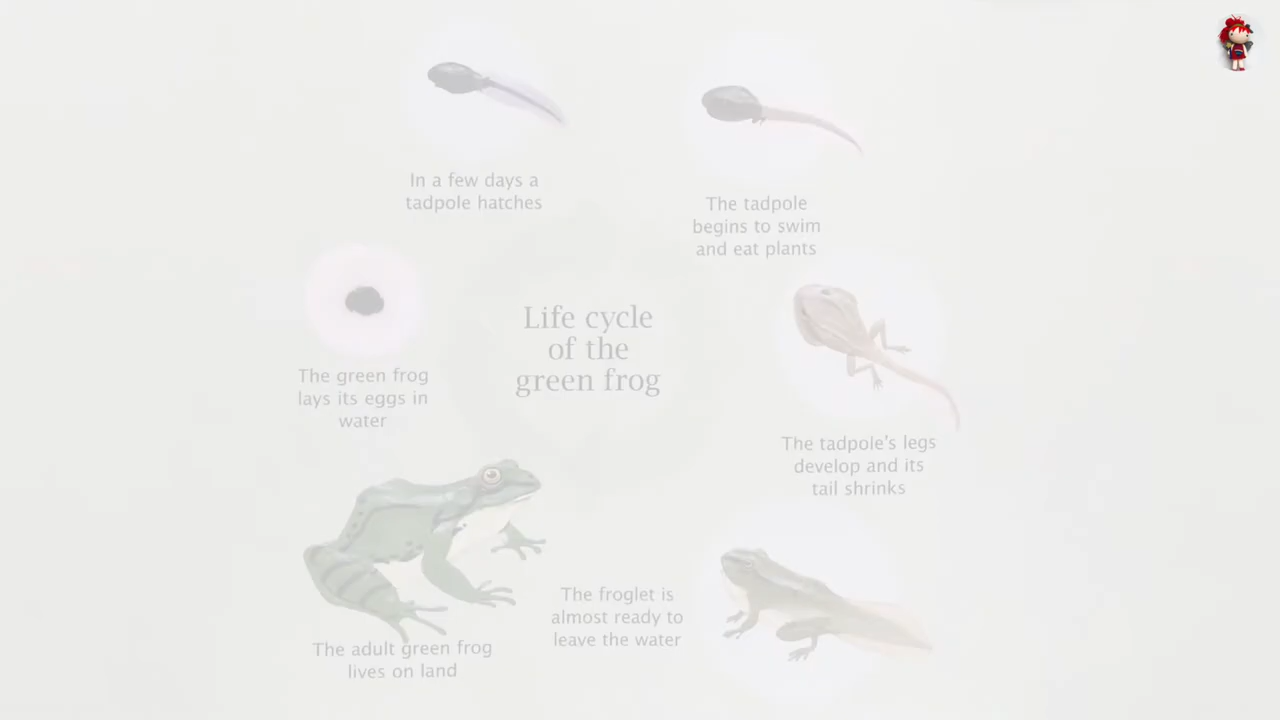 Life cycle
of the
green frog
The green frog
lays its eggs in
water
In a few days a
tadpole hatches
The tadpole
begins to swim
and eat plants
The tadpole's legs
develop and its
tail shrinks
The froglet is
almost ready to
leave the water
The adult green frog
lives on land